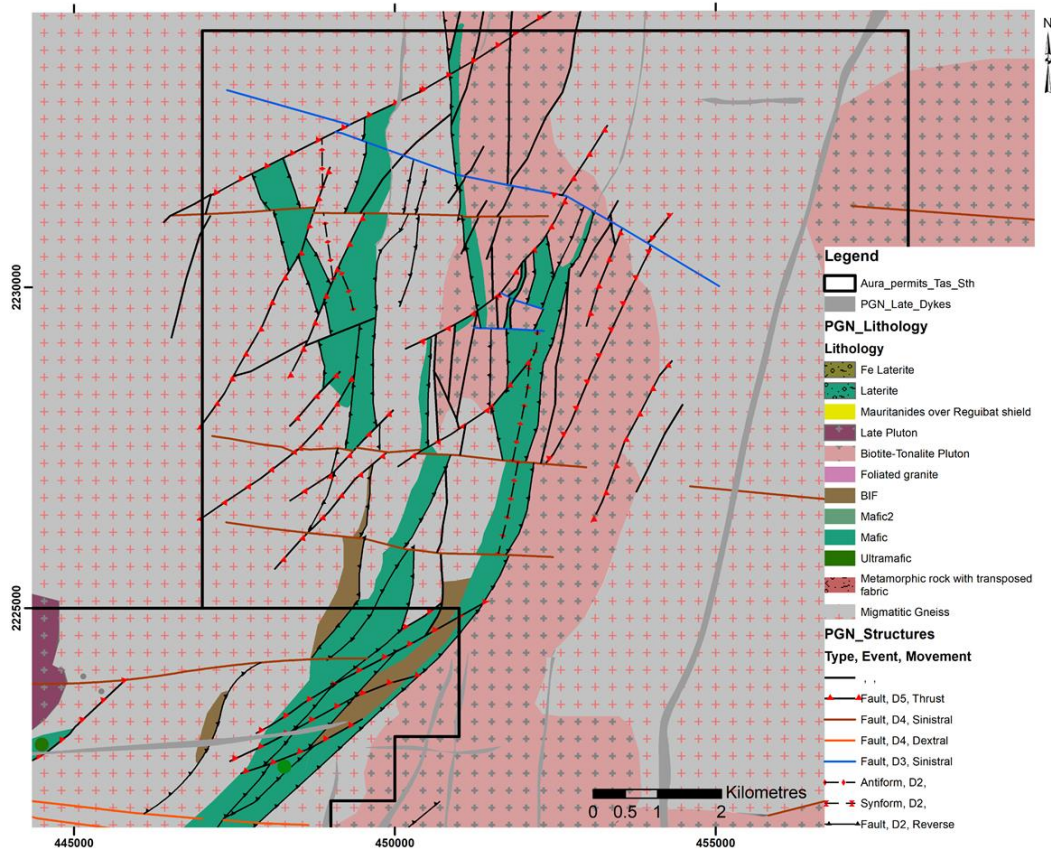 N
2230000
2225000
445000
450000
455000
Legend
Aura_permits_Tas_Sth
PGN_Late_Dykes
PGN_Lithology
Lithology
Fe Laterite
Laterite
Mauritanides over Reguibat shield
Late Pluton
Biotite-Tonalite Pluton
Foliated granite
BIF
Mafic2
Mafic
Ultramafic
Metamorphic rock with transposed
fabric
Migmatitic Gneiss
PGN_Structures
Type, Event, Movement
, ,
Fault, D5, Thrust
Fault, D4, Sinistral
Fault, D4, Dextral
Fault, D3, Sinistral
Antiform, D2,
Synform, D2,
Fault, D2, Reverse
0 0.5 1 2
Kilometres